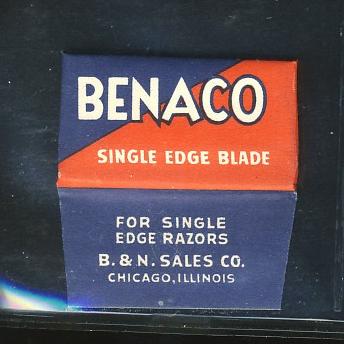 BENACO
SINGLE EDGE BLADE
FOR SINGLE
EDGE RAZORS
B. & N. SALES CO.
CHICAGO, ILLINOIS